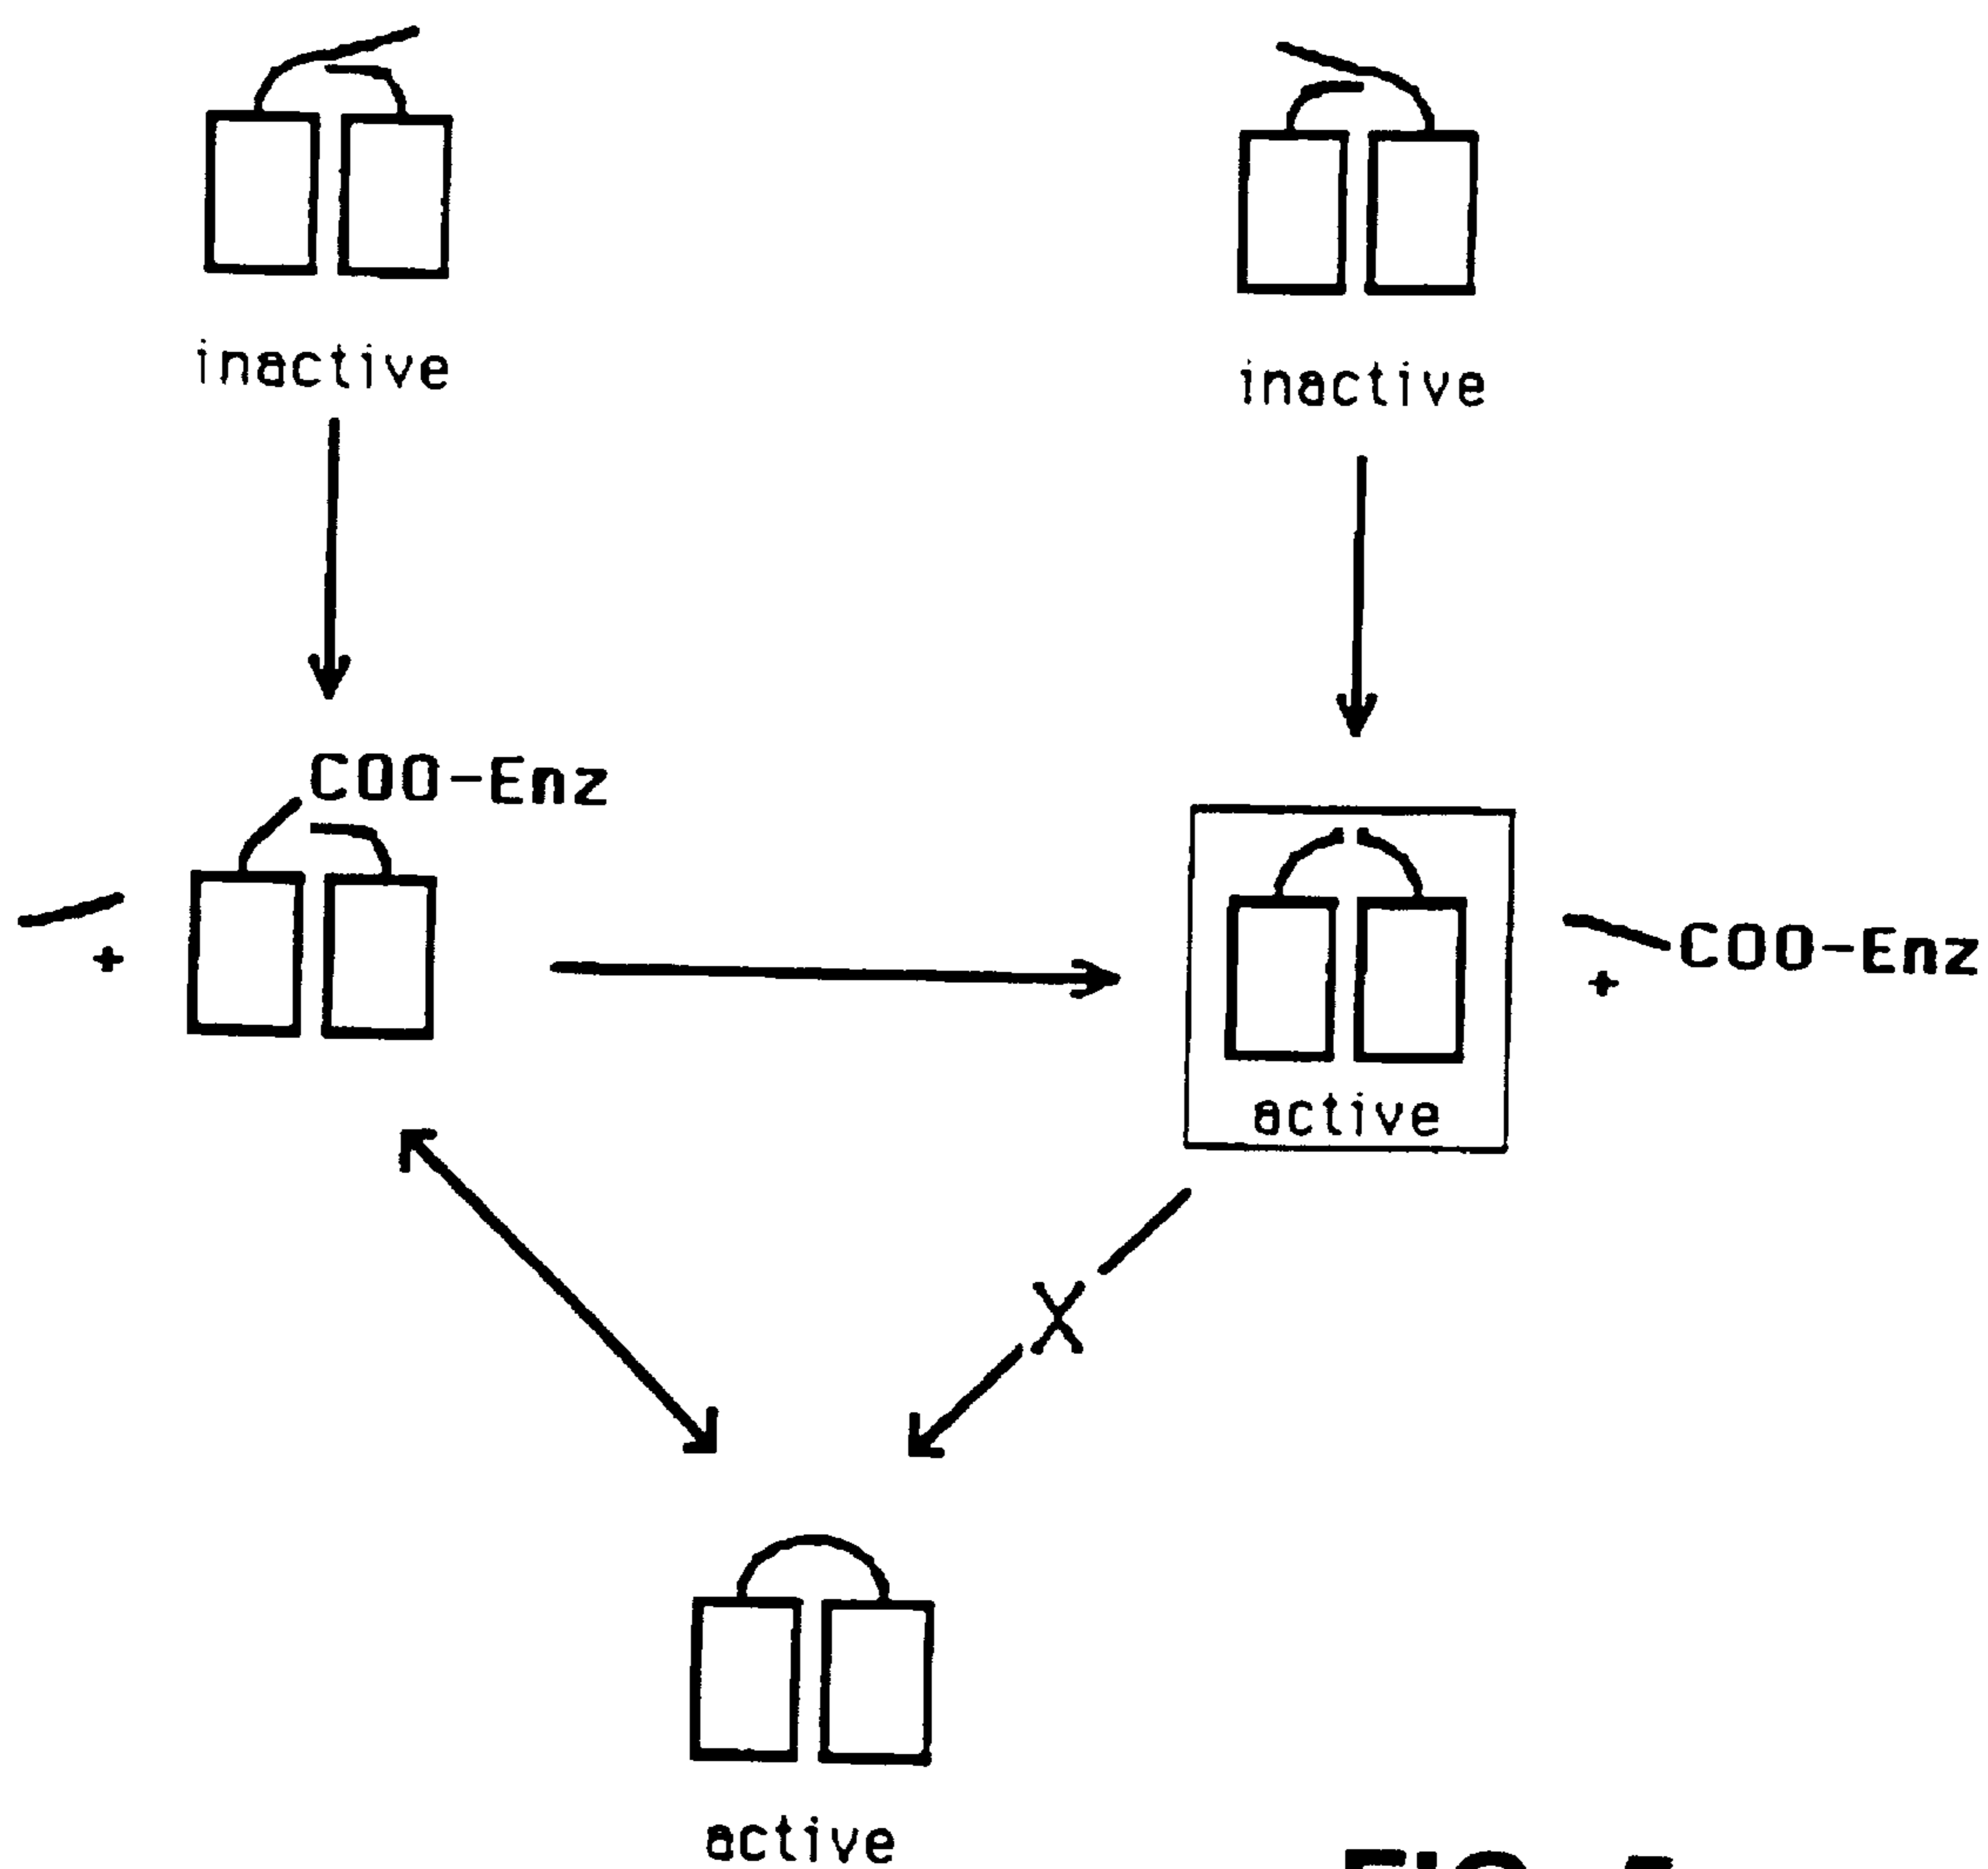 inactive
inactive
COO-Enz
+
COO-Enz
+
active
X
active